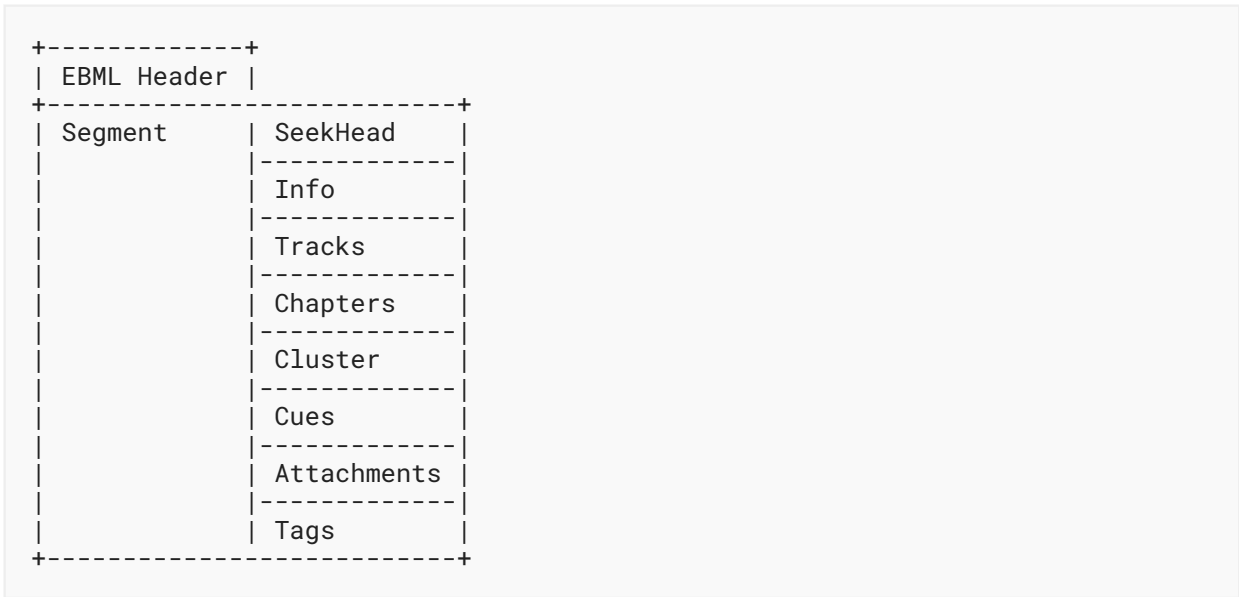 +-------------+
| EBML Header |
+---------------------------+
| Segment     | SeekHead    |
|             |-------------|
|             | Info        |
|             |-------------|
|             | Tracks      |
|             |-------------|
|             | Chapters    |
|             |-------------|
|             | Cluster     |
|             |-------------|
|             | Cues        |
|             |-------------|
|             | Attachments |
|             |-------------|
|             | Tags        |
+---------------------------+